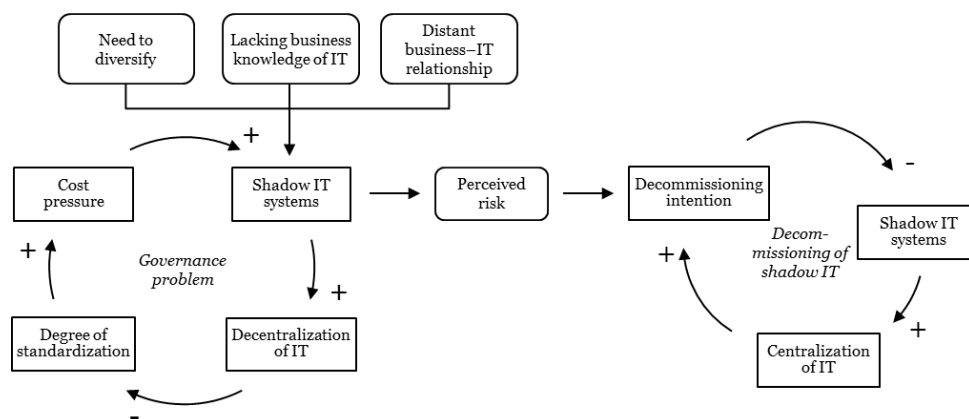 Need to
diversify
Lacking business
knowledge of IT
Distant
business–IT
relationship
+
-
Cost
pressure
Shadow IT
systems
Perceived
risk
Decommissioning
intention
Shadow IT
systems
+
Governance
problem
+
Decom-
missioning of
shadow IT
+
+
Degree of
standardization
Decentralization
of IT
Centralization
of IT
-